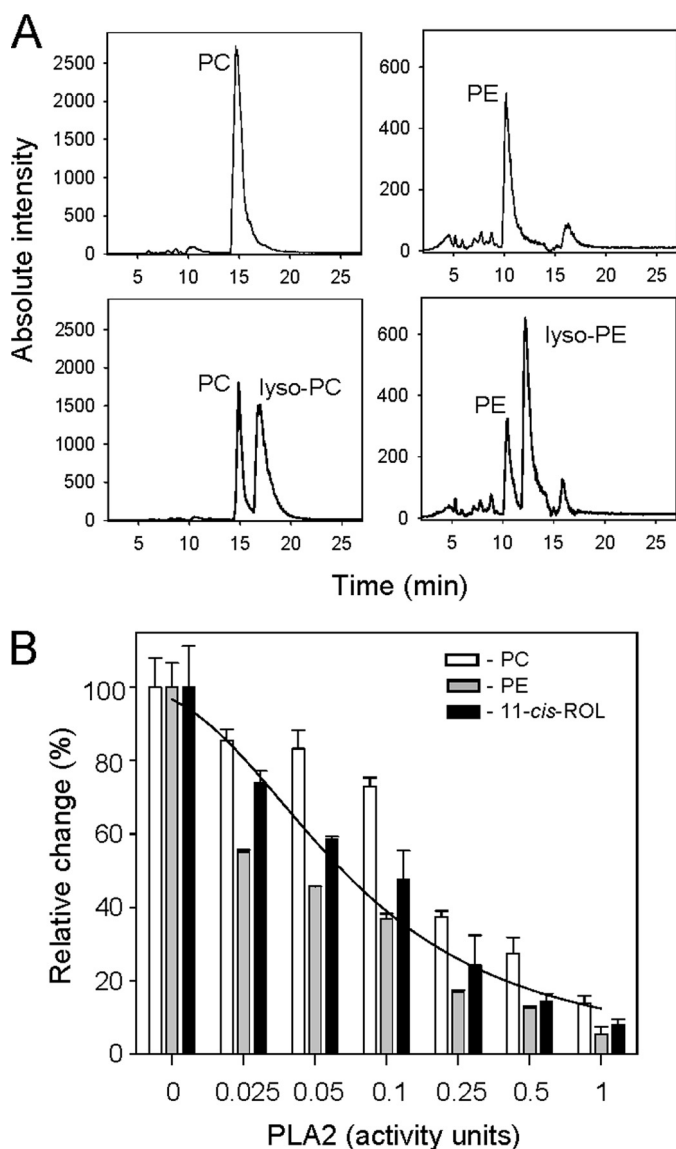 A
Absolute intensity
2500
2000
1500
1000
500
0
PC
5 10 15 20 25
600
400
200
0
PE
5 10 15 20 25
2500
2000
1500
1000
500
0
PC lyso-PC
5 10 15 20 25
600
400
200
0
lyso-PE
PE
5 10 15 20 25
Time (min)
B
Relative change (%)
100
80
60
40
20
0
- PC
- PE
- 11-cis-ROL
0 0.025 0.05 0.1 0.25 0.5 1
PLA2 (activity units)